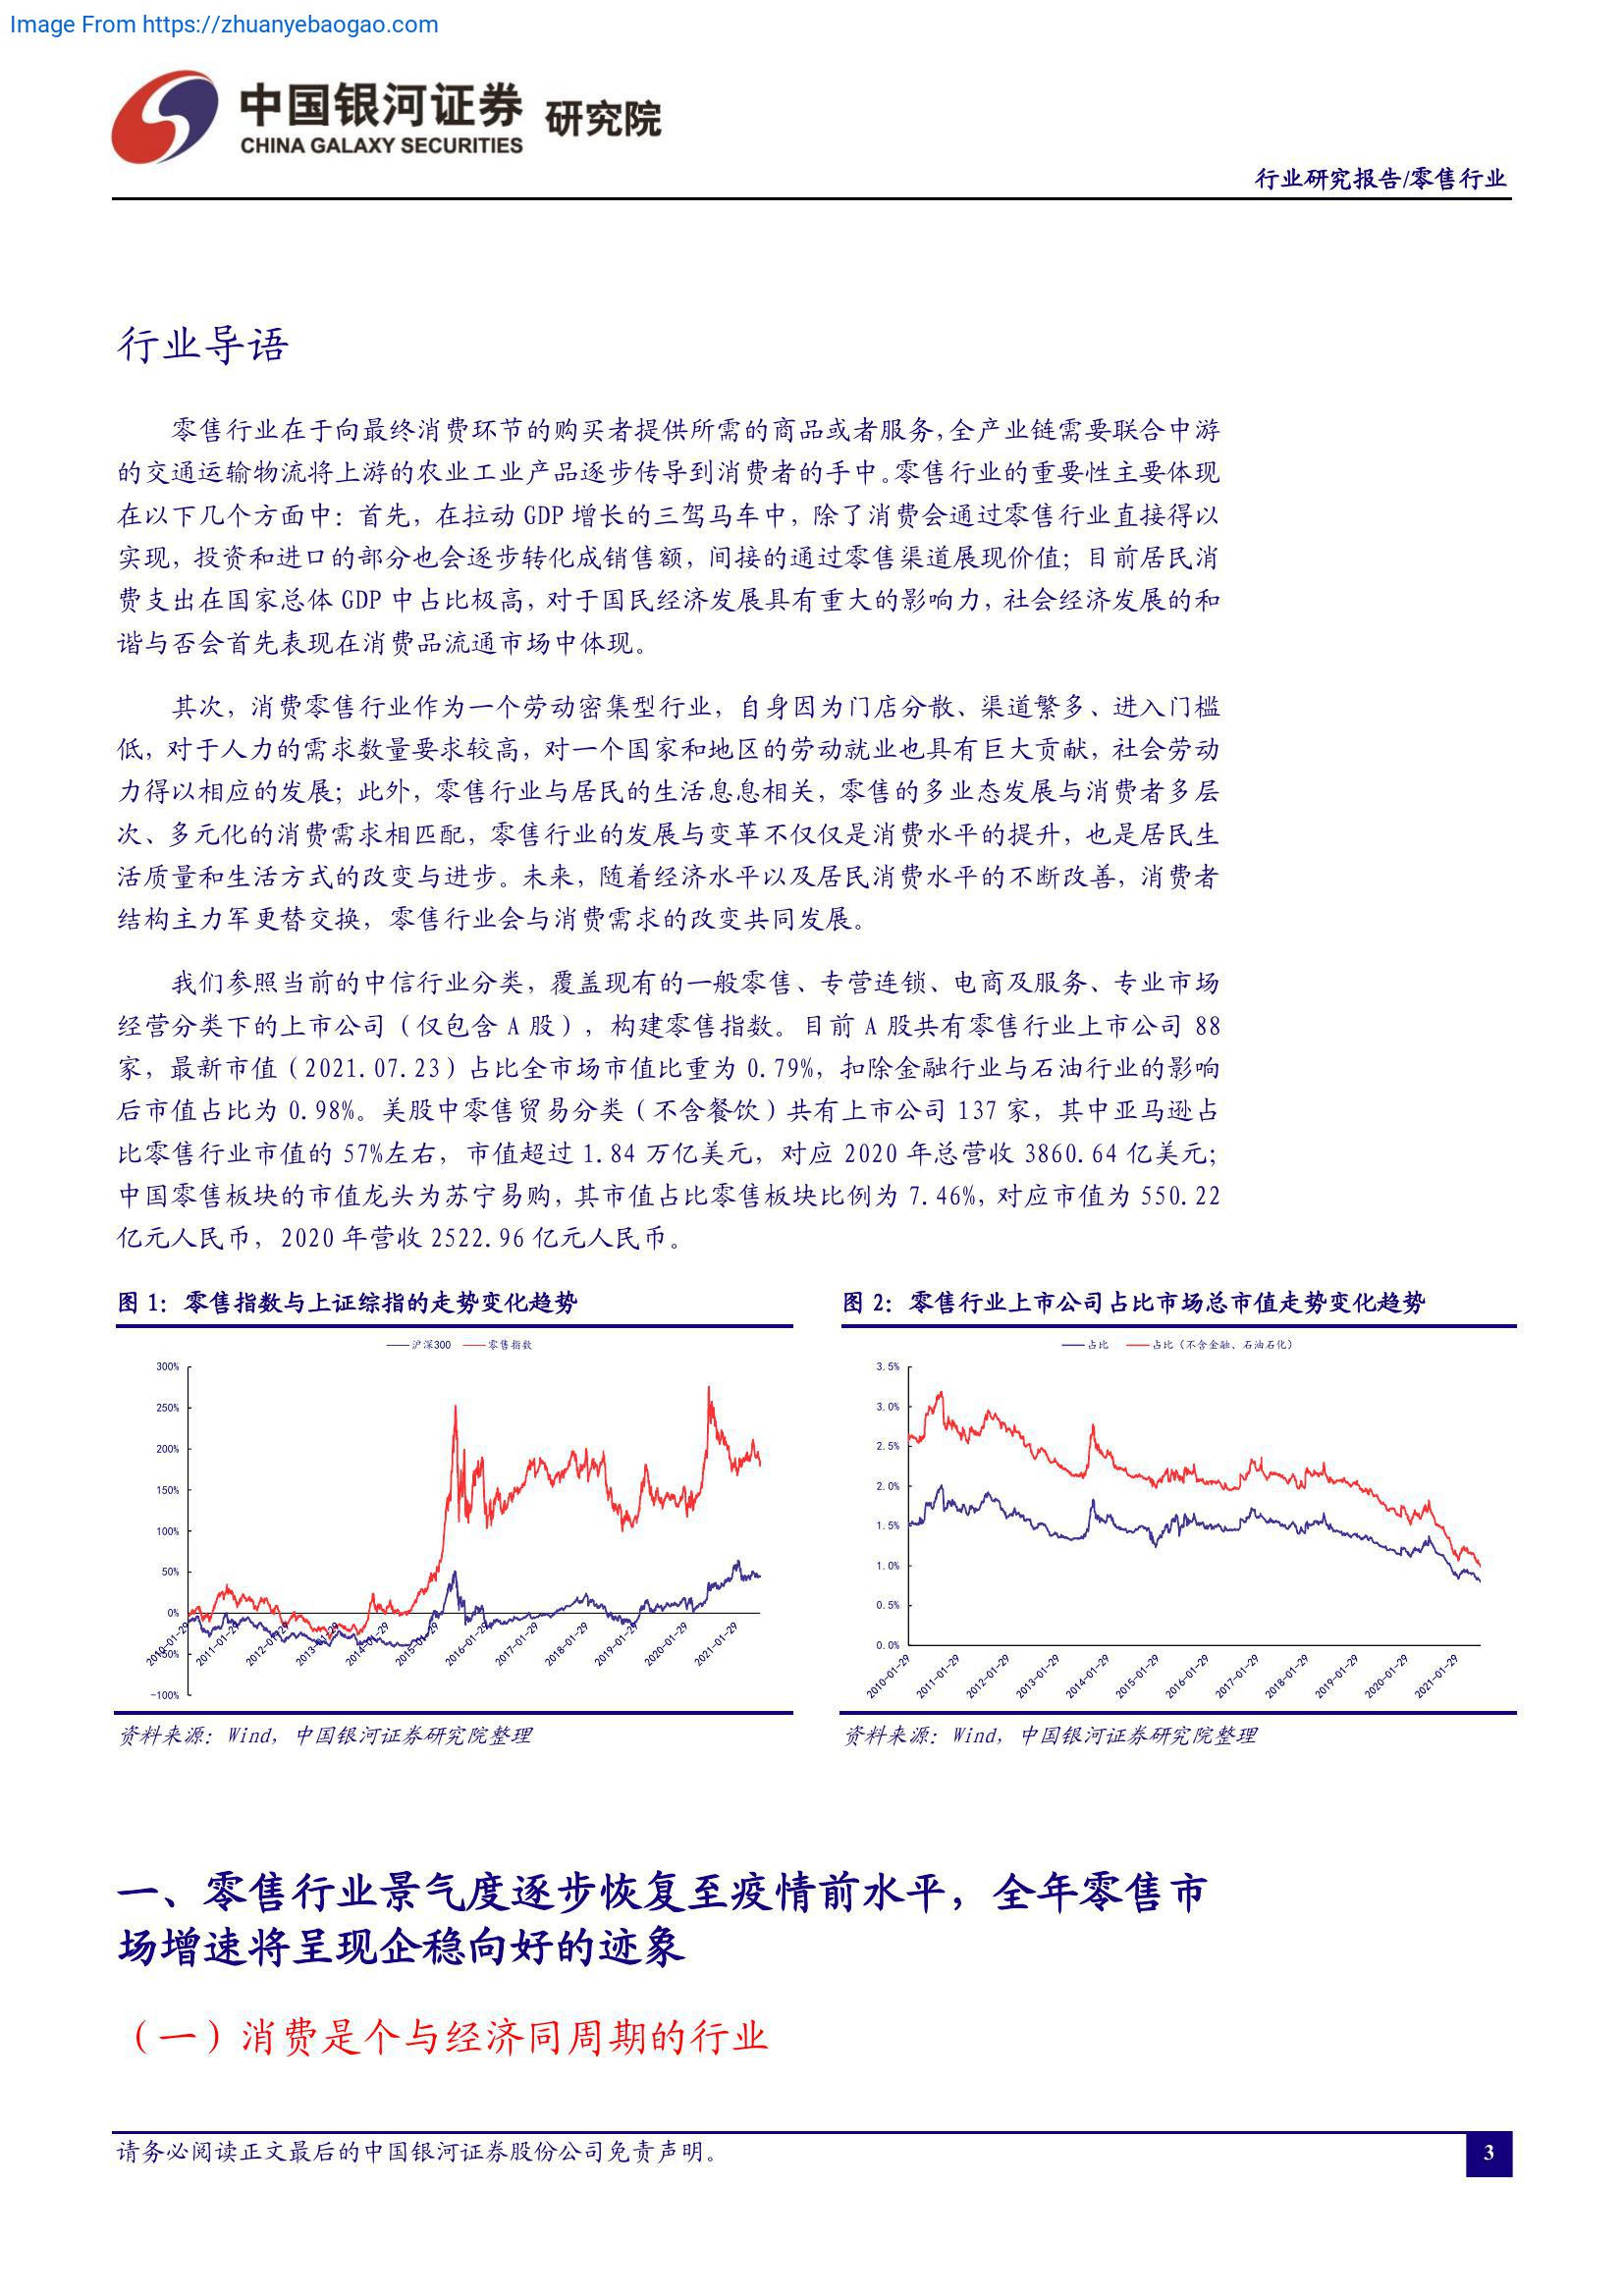 Image From https://zhuanyebaogao.com
中国银河证券 研究院
CHINA GALAXY SECURITIES
行业研究报告/零售行业
行业导语
零售行业在于向最终消费环节的购买者提供所需的商品或者服务,全产业链需要联合中游
的交通运输物流将上游的农业工业产品逐步传导到消费者的手中。零售行业的重要性主要体现
在以下几个方面中：首先，在拉动 GDP 增长的三驾马车中，除了消费会通过零售行业直接得以
实现，投资和进口的部分也会逐步转化成销售额，间接的通过零售渠道展现价值；目前居民消
费支出在国家总体 GDP 中占比极高，对于国民经济发展具有重大的影响力，社会经济发展的和
谐与否会首先表现在消费品流通市场中体现。
其次，消费零售行业作为一个劳动密集型行业，自身因为门店分散、渠道繁多、进入门槛
低，对于人力的需求数量要求较高，对一个国家和地区的劳动就业也具有巨大贡献，社会劳动
力得以相应的发展；此外，零售行业与居民的生活息息相关，零售的多业态发展与消费者多层
次、多元化的消费需求相匹配，零售行业的发展与变革不仅仅是消费水平的提升，也是居民生
活质量和生活方式的改变与进步。未来，随着经济水平以及居民消费水平的不断改善，消费者
结构主力军更替交换，零售行业会与消费需求的改变共同发展。
我们参照当前的中信行业分类，覆盖现有的一般零售、专营连锁、电商及服务、专业市场
经营分类下的上市公司（仅包含 A 股），构建零售指数。目前 A 股共有零售行业上市公司 88
家，最新市值（2021.07.23）占比全市场市值比重为 0.79%，扣除金融行业与石油行业的影响
后市值占比为 0.98%。美股中零售贸易分类（不含餐饮）共有上市公司 137 家，其中亚马逊占
比零售行业市值的 57%左右，市值超过 1.84 万亿美元，对应 2020 年总营收 3860.64 亿美元；
中国零售板块的市值龙头为苏宁易购，其市值占比零售板块比例为 7.46%，对应市值为 550.22
亿元人民币，2020 年营收 2522.96 亿元人民币。
图 1：零售指数与上证综指的走势变化趋势
沪深300 零售指数
300%
250%
200%
150%
100%
50%
0%
-50%
-100%
2010-01-29 2011-01-29 2012-01-29 2013-01-29 2014-01-29 2015-01-29 2016-01-29 2017-01-29 2018-01-29 2019-01-29 2020-01-29 2021-01-29
资料来源：Wind，中国银河证券研究院整理
图 2：零售行业上市公司占比市场总市值走势变化趋势
占比 占比（不含金融、石油石化）
3.5%
3.0%
2.5%
2.0%
1.5%
1.0%
0.5%
0.0%
2010-01-29 2011-01-29 2012-01-29 2013-01-29 2014-01-29 2015-01-29 2016-01-29 2017-01-29 2018-01-29 2019-01-29 2020-01-29 2021-01-29
资料来源：Wind，中国银河证券研究院整理
一、零售行业景气度逐步恢复至疫情前水平，全年零售市
场增速将呈现企稳向好的迹象
（一）消费是个与经济同周期的行业
请务必阅读正文最后的中国银河证券股份公司免责声明。
3